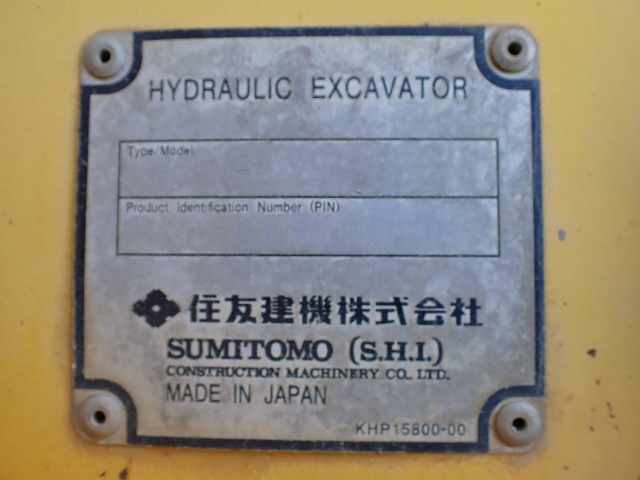 HYDRAULIC EXCAVATOR
Type/Model
Product Identification Number (PIN)
住友建機株式会社
SUMITOMO (S.H.I.)
CONSTRUCTION MACHINERY CO., LTD.
MADE IN JAPAN
KHP15800-00